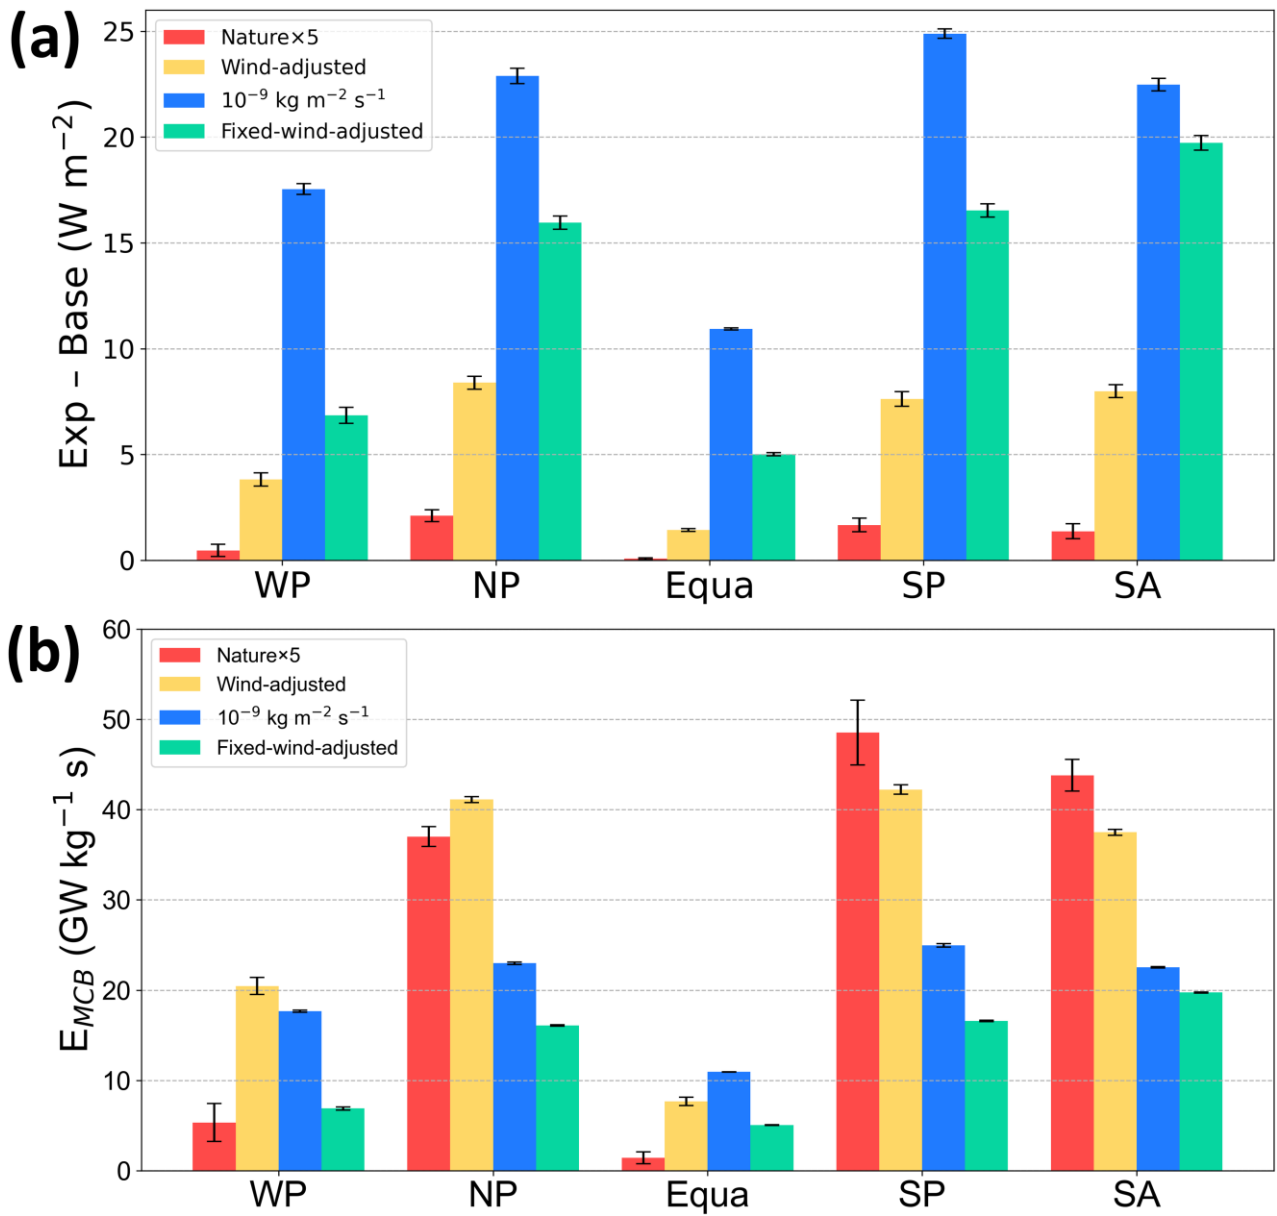 (a)
Nature×5
Wind-adjusted
10⁻⁹ kg m⁻² s⁻¹
Fixed-wind-adjusted
Exp – Base (W m⁻²)
25
20
15
10
5
0
WP NP Equa SP SA
(b)
Nature×5
Wind-adjusted
10⁻⁹ kg m⁻² s⁻¹
Fixed-wind-adjusted
E_MCB (GW kg⁻¹ s)
60
50
40
30
20
10
0
WP NP Equa SP SA